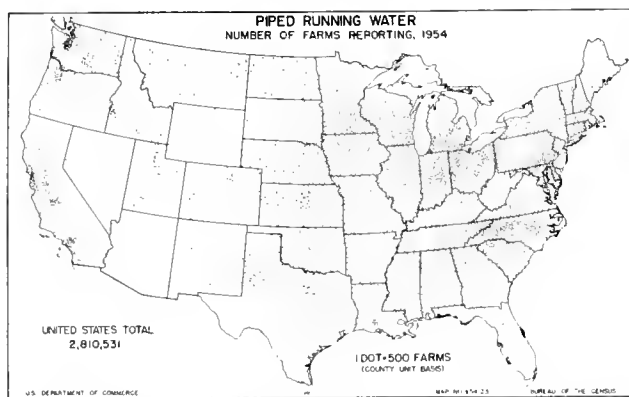 PIPED RUNNING WATER
NUMBER OF FARMS REPORTING, 1954
UNITED STATES TOTAL
2,810,531
1 DOT=500 FARMS
(COUNTY UNIT BASIS)
U.S. DEPARTMENT OF COMMERCE
MAP
BUREAU OF THE CENSUS